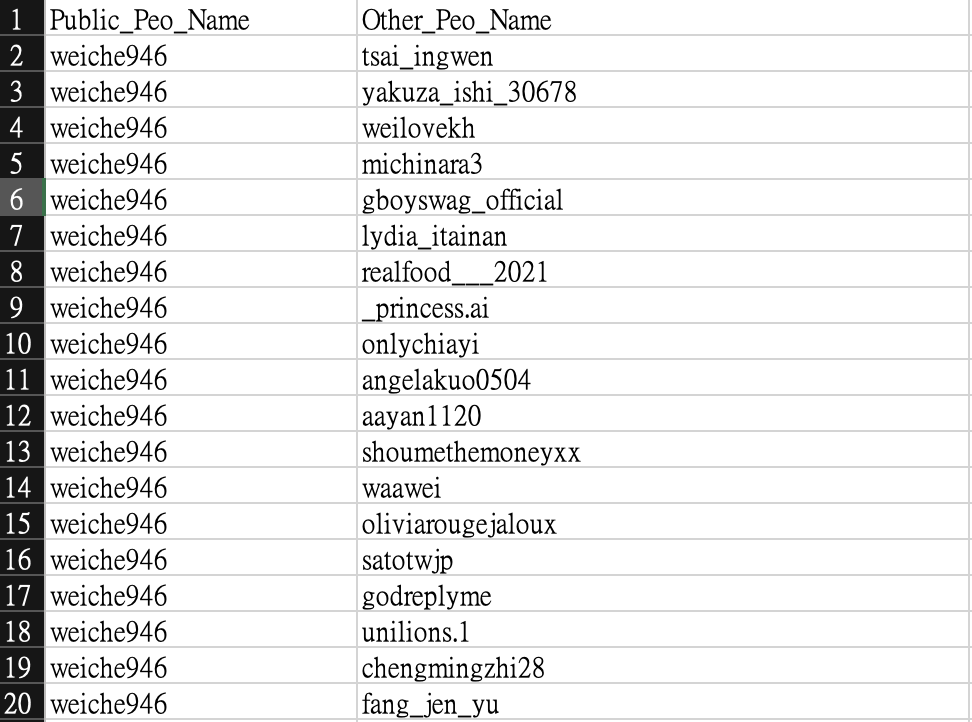 1 Public_Peo_Name Other_Peo_Name
2 weiche946 tsai_ingwen
3 weiche946 yakuza_ishi_30678
4 weiche946 weilovekh
5 weiche946 michinara3
6 weiche946 gboyswag_official
7 weiche946 lydia_itainan
8 weiche946 realfood___2021
9 weiche946 _princess.ai
10 weiche946 onlychiayi
11 weiche946 angelakuo0504
12 weiche946 aayan1120
13 weiche946 shoumethemoneyxx
14 weiche946 waawei
15 weiche946 oliviarougejaloux
16 weiche946 satotwjp
17 weiche946 godreplyme
18 weiche946 unilions.1
19 weiche946 chengmingzhi28
20 weiche946 fang_jen_yu